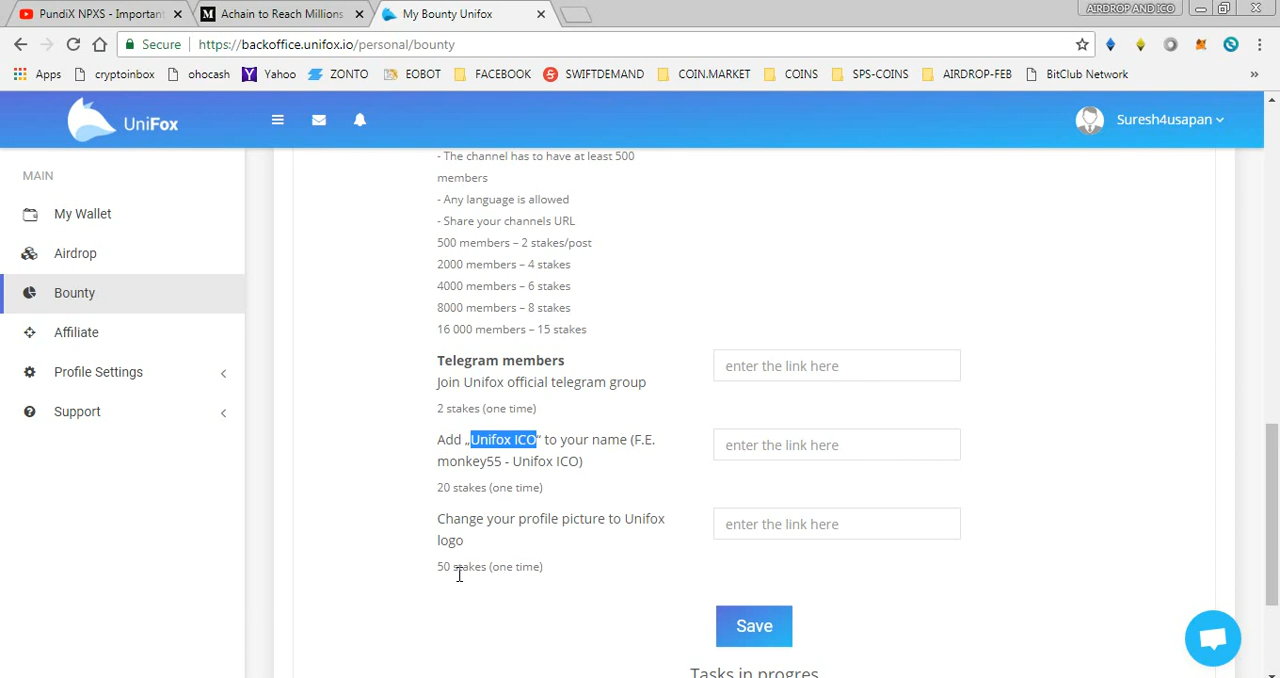 PundiX NPXS - Important
Achain to Reach Millions
My Bounty Unifox
AIRDROP AND ICO
Secure
https://backoffice.unifox.io/personal/bounty
Apps
cryptoinbox
ohocash
Yahoo
ZONTO
EOBOT
FACEBOOK
SWIFTDEMAND
COIN.MARKET
COINS
SPS-COINS
AIRDROP-FEB
BitClub Network
»
UniFox
Suresh4usapan
MAIN
My Wallet
Airdrop
Bounty
Affiliate
Profile Settings
Support
- The channel has to have at least 500
members
- Any language is allowed
- Share your channels URL
500 members – 2 stakes/post
2000 members – 4 stakes
4000 members – 6 stakes
8000 members – 8 stakes
16 000 members – 15 stakes
Telegram members
enter the link here
Join Unifox official telegram group
2 stakes (one time)
Add „Unifox ICO“ to your name (F.E.
monkey55 - Unifox ICO)
enter the link here
20 stakes (one time)
Change your profile picture to Unifox
logo
enter the link here
50 stakes (one time)
Save
Tasks in progres